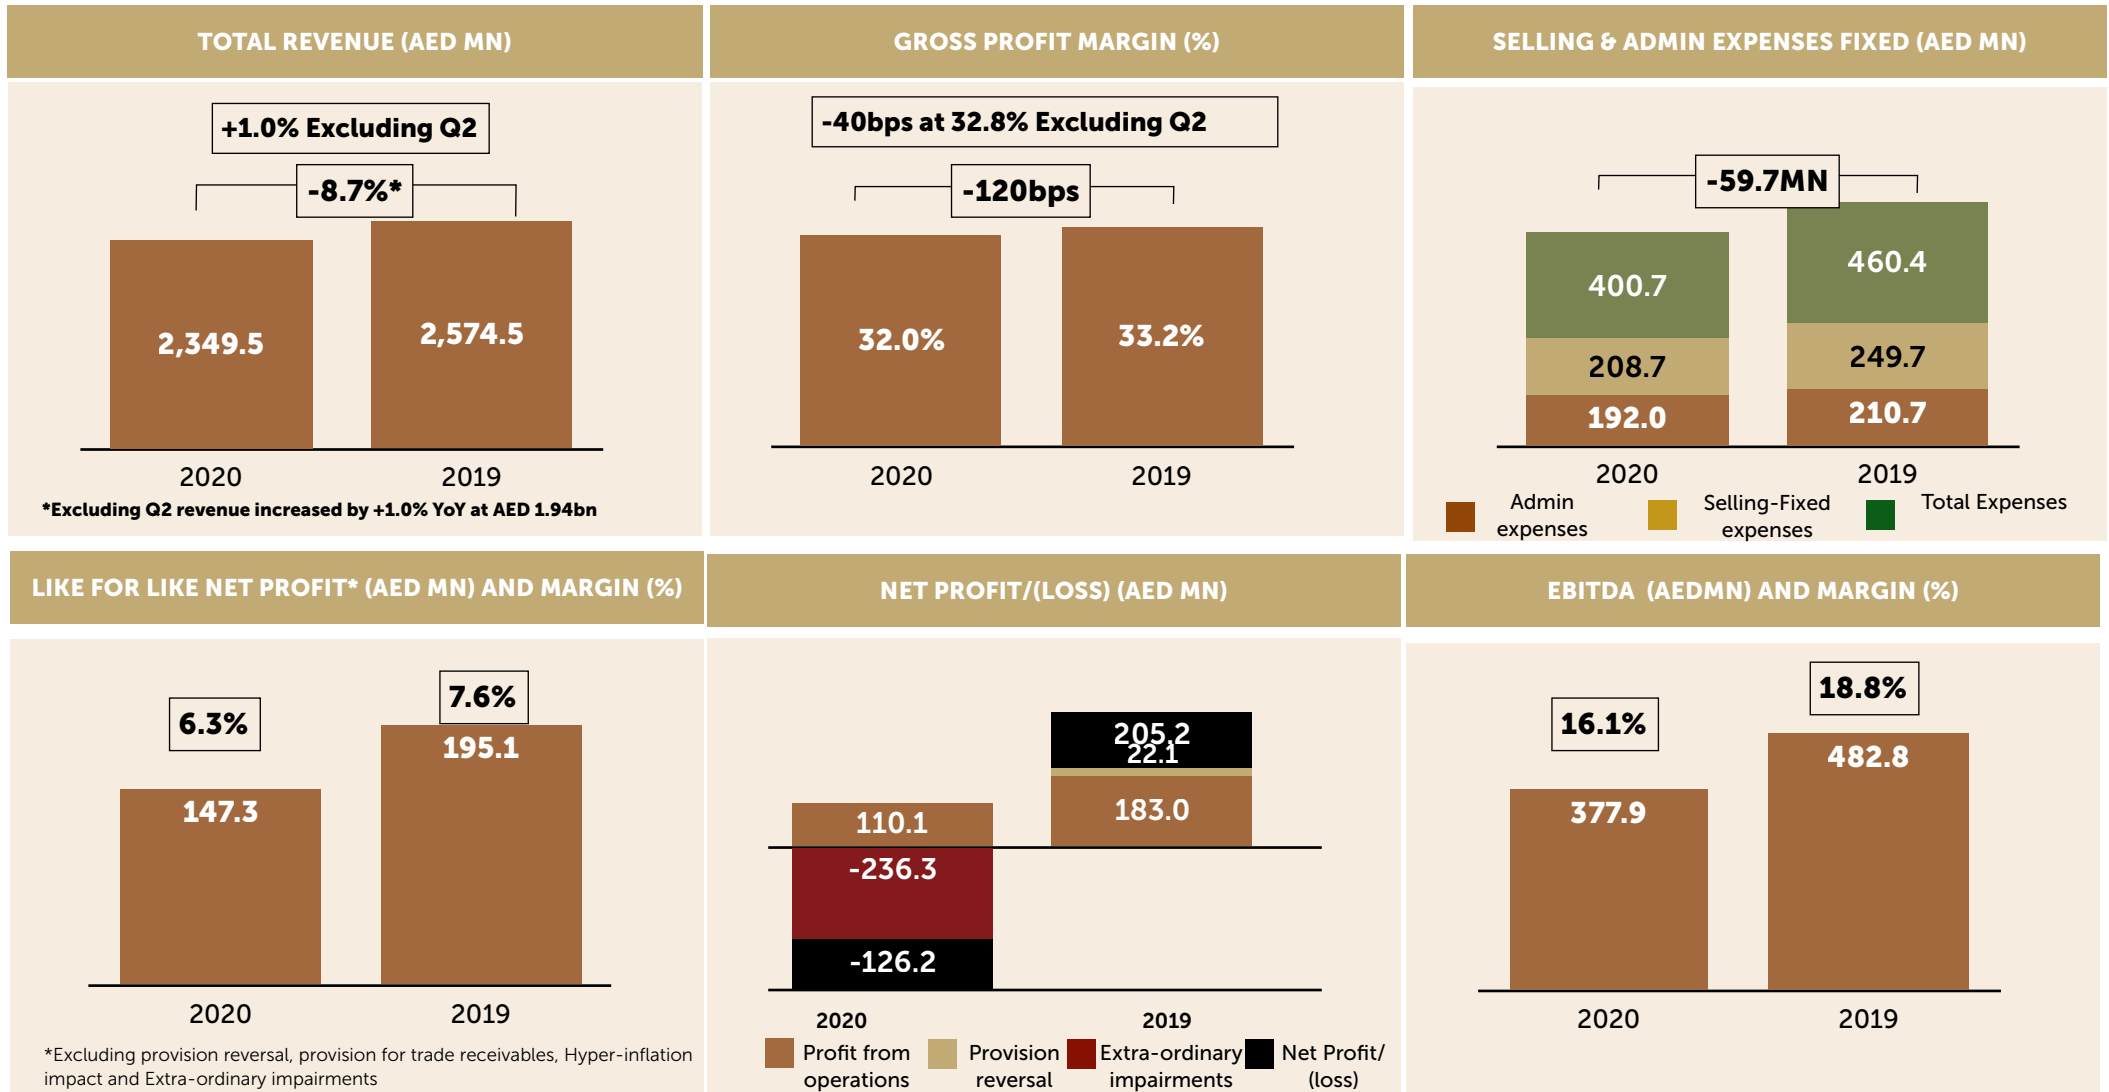 TOTAL REVENUE (AED MN)
+1.0% Excluding Q2
-8.7%*
2,349.5
2,574.5
2020
2019
*Excluding Q2 revenue increased by +1.0% YoY at AED 1.94bn
GROSS PROFIT MARGIN (%)
-40bps at 32.8% Excluding Q2
-120bps
32.0%
33.2%
2020
2019
SELLING & ADMIN EXPENSES FIXED (AED MN)
-59.7MN
400.7
460.4
208.7
249.7
192.0
210.7
2020
2019
Admin
expenses
Selling-Fixed
expenses
Total Expenses
LIKE FOR LIKE NET PROFIT* (AED MN) AND MARGIN (%)
6.3%
7.6%
147.3
195.1
2020
2019
*Excluding provision reversal, provision for trade receivables, Hyper-inflation
impact and Extra-ordinary impairments
NET PROFIT/(LOSS) (AED MN)
205.2
22.1
110.1
183.0
-236.3
-126.2
2020
2019
Profit from
operations
Provision
reversal
Extra-ordinary
impairments
Net Profit/
(loss)
EBITDA (AEDMN) AND MARGIN (%)
16.1%
18.8%
377.9
482.8
2020
2019